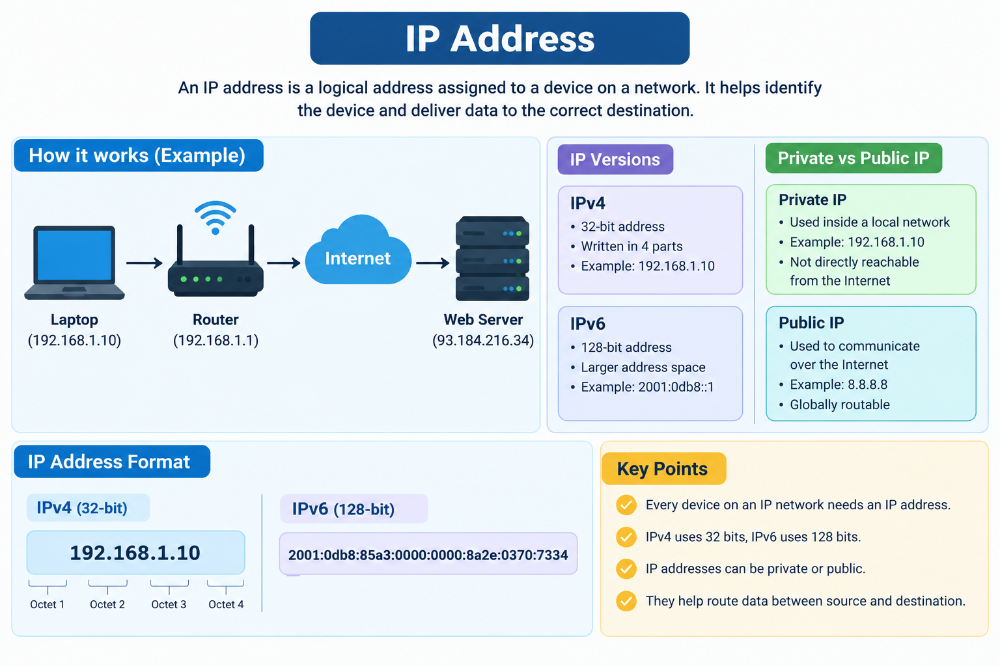 IP Address
An IP address is a logical address assigned to a device on a network. It helps identify
the device and deliver data to the correct destination.
How it works (Example)
Internet
Laptop
(192.168.1.10)
Router
(192.168.1.1)
Web Server
(93.184.216.34)
IP Versions
IPv4
• 32-bit address
• Written in 4 parts
• Example: 192.168.1.10
IPv6
• 128-bit address
• Larger address space
• Example: 2001:0db8::1
Private vs Public IP
Private IP
• Used inside a local network
• Example: 192.168.1.10
• Not directly reachable
from the Internet
Public IP
• Used to communicate
over the Internet
• Example: 8.8.8.8
• Globally routable
IP Address Format
IPv4 (32-bit)
192.168.1.10
Octet 1
Octet 2
Octet 3
Octet 4
IPv6 (128-bit)
2001:0db8:85a3:0000:0000:8a2e:0370:7334
Key Points
Every device on an IP network needs an IP address.
IPv4 uses 32 bits, IPv6 uses 128 bits.
IP addresses can be private or public.
They help route data between source and destination.